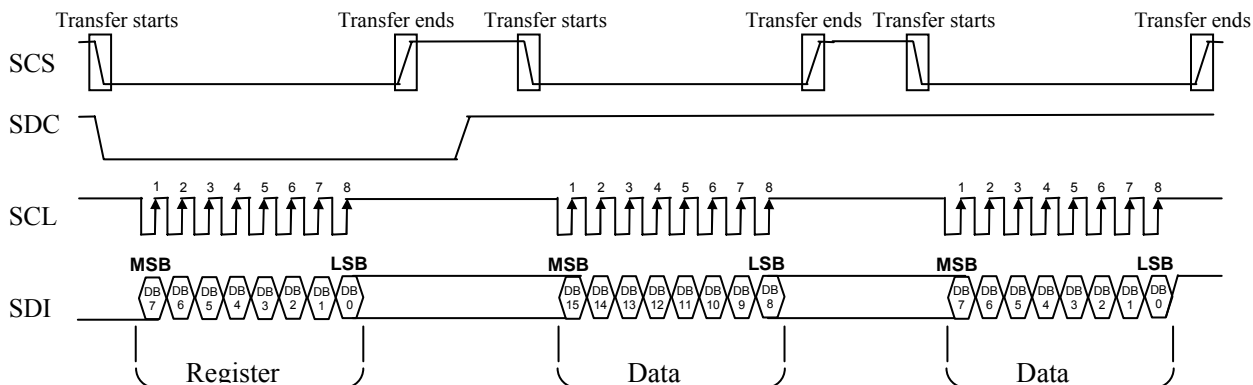 Transfer starts Transfer ends Transfer starts Transfer ends Transfer starts Transfer ends
SCS
SDC
1 2 3 4 5 6 7 8 1 2 3 4 5 6 7 8 1 2 3 4 5 6 7 8
SCL
MSB LSB MSB LSB MSB LSB
SDI
DB DB DB DB DB DB DB DB DB DB DB DB DB DB DB DB DB DB DB DB DB DB DB DB
7 6 5 4 3 2 1 0 15 14 13 12 11 10 9 8 7 6 5 4 3 2 1 0
Register Data Data